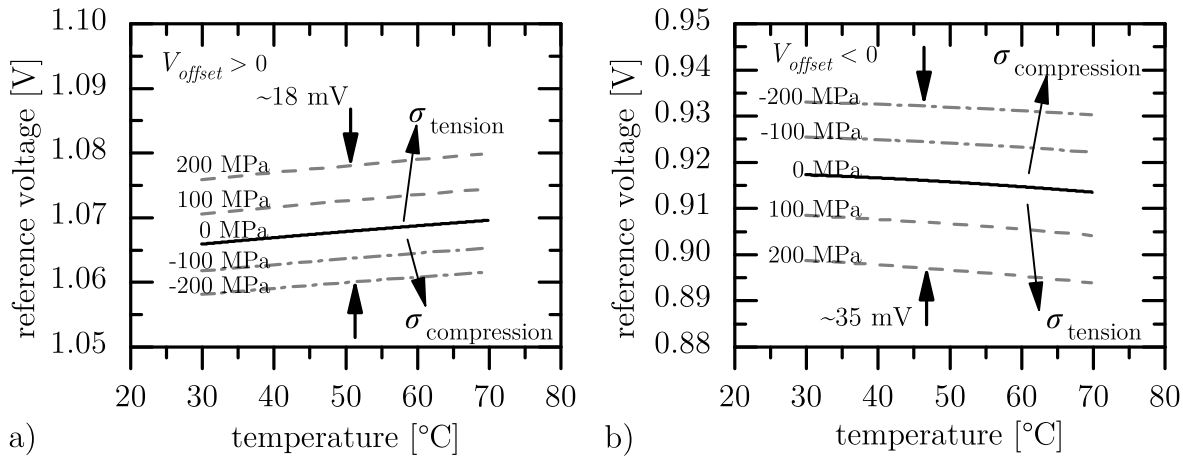 reference voltage [V]
1.10
1.09
1.08
1.07
1.06
1.05
V_offset > 0
~18 mV
σ tension
200 MPa
100 MPa
0 MPa
-100 MPa
-200 MPa
σ compression
20 30 40 50 60 70 80
temperature [°C]
a)
reference voltage [V]
0.95
0.94
0.93
0.92
0.91
0.90
0.89
0.88
V_offset < 0
σ compression
-200 MPa
-100 MPa
0 MPa
100 MPa
200 MPa
~35 mV
σ tension
20 30 40 50 60 70 80
temperature [°C]
b)